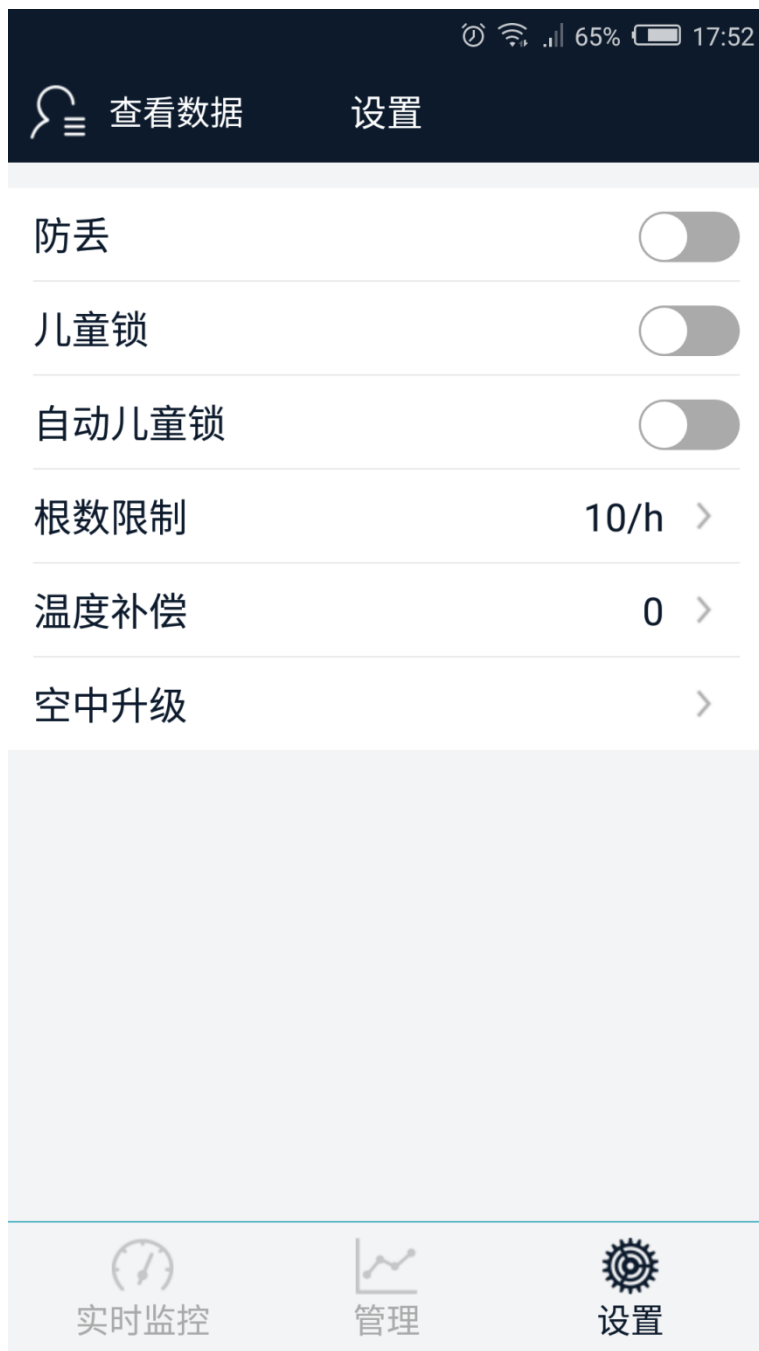 65% 17:52
查看数据 设置
防丢
儿童锁
自动儿童锁
根数限制 10/h
温度补偿 0
空中升级
实时监控 管理 设置